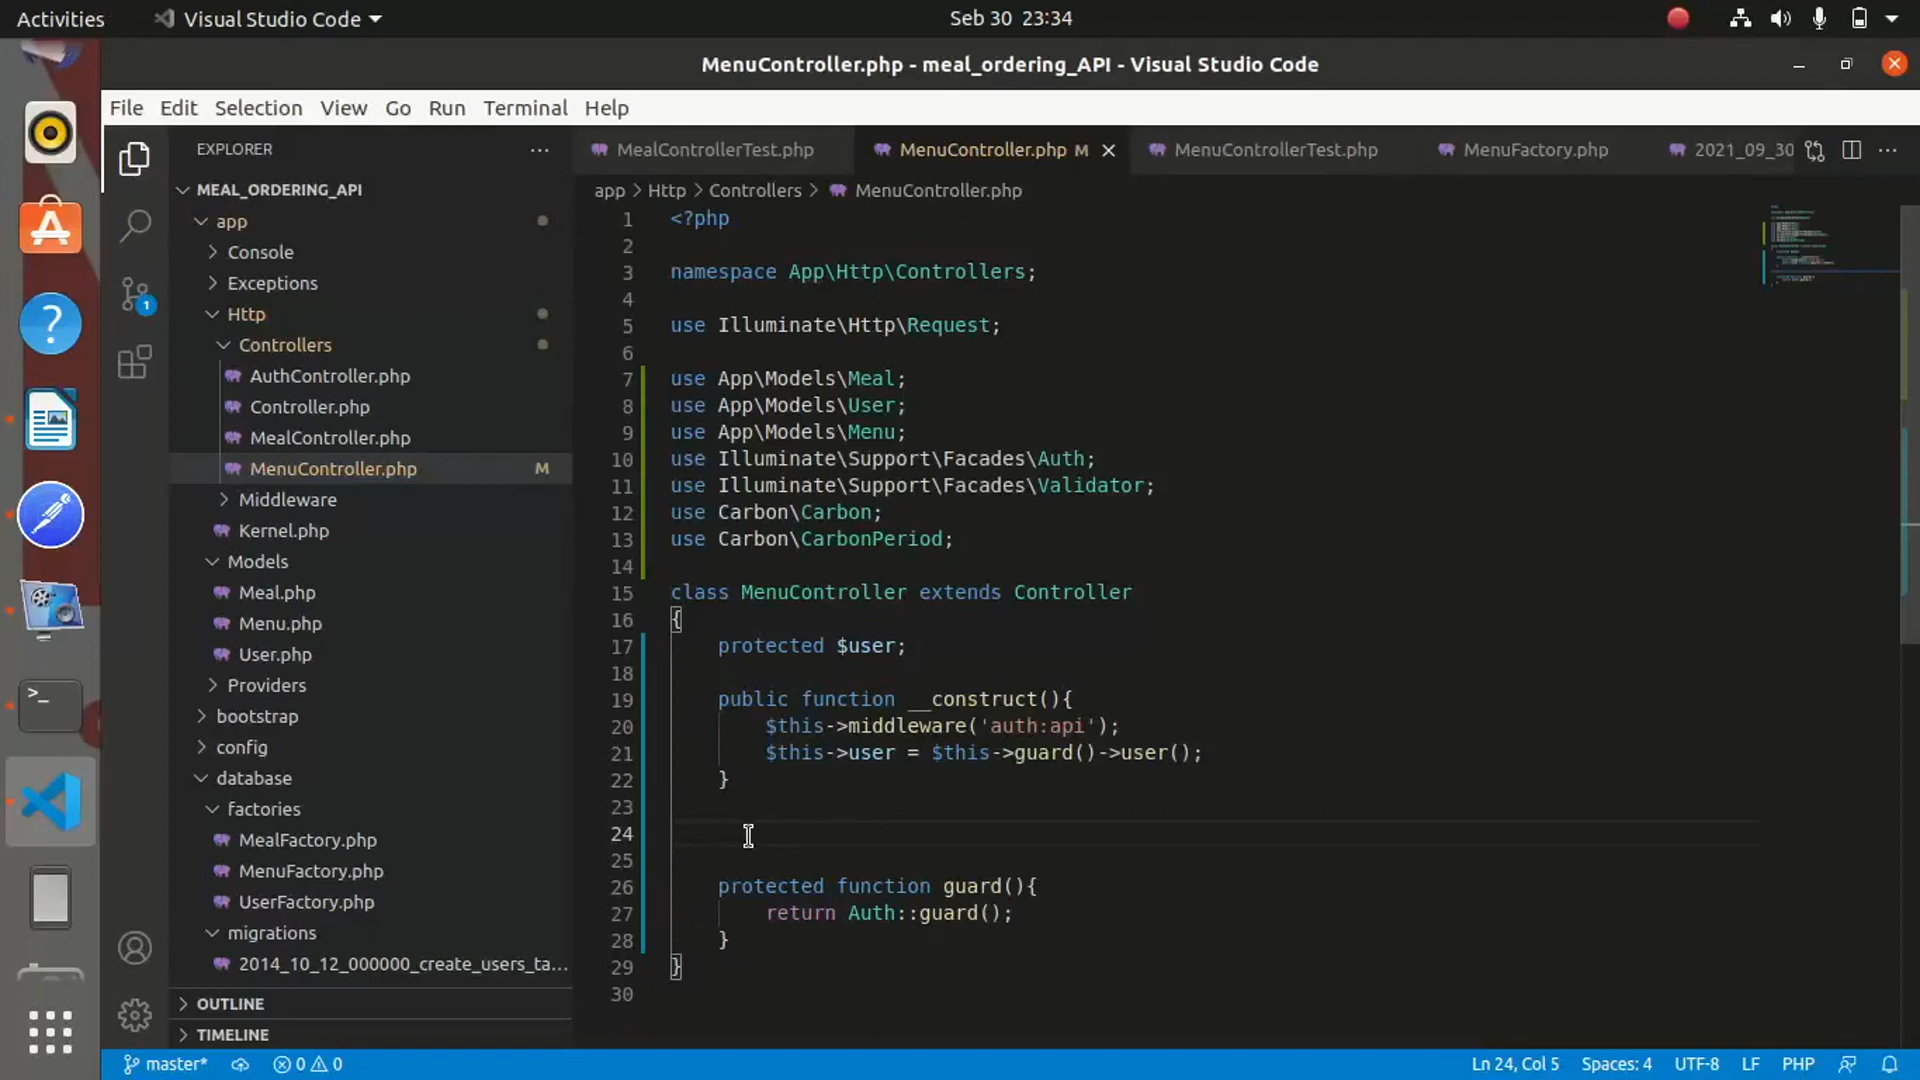 Activities
Visual Studio Code
Seb 30 23:34
MenuController.php - meal_ordering_API - Visual Studio Code
File Edit Selection View Go Run Terminal Help
EXPLORER
MealControllerTest.php
MenuController.php M
MenuControllerTest.php
MenuFactory.php
2021_09_30
MEAL_ORDERING_API
app > Http > Controllers > MenuController.php
app
Console
Exceptions
Http
Controllers
AuthController.php
Controller.php
MealController.php
MenuController.php M
Middleware
Kernel.php
Models
Meal.php
Menu.php
User.php
Providers
bootstrap
config
database
factories
MealFactory.php
MenuFactory.php
UserFactory.php
migrations
2014_10_12_000000_create_users_ta...
OUTLINE
TIMELINE
1
1 <?php
2
3 namespace App\Http\Controllers;
4
5 use Illuminate\Http\Request;
6
7 use App\Models\Meal;
8 use App\Models\User;
9 use App\Models\Menu;
10 use Illuminate\Support\Facades\Auth;
11 use Illuminate\Support\Facades\Validator;
12 use Carbon\Carbon;
13 use Carbon\CarbonPeriod;
14
15 class MenuController extends Controller
16 {
17 protected $user;
18
19 public function __construct(){
20 $this->middleware('auth:api');
21 $this->user = $this->guard()->user();
22 }
23
24
25
26 protected function guard(){
27 return Auth::guard();
28 }
29 }
30
master* 0 0
Ln 24, Col 5 Spaces: 4 UTF-8 LF PHP